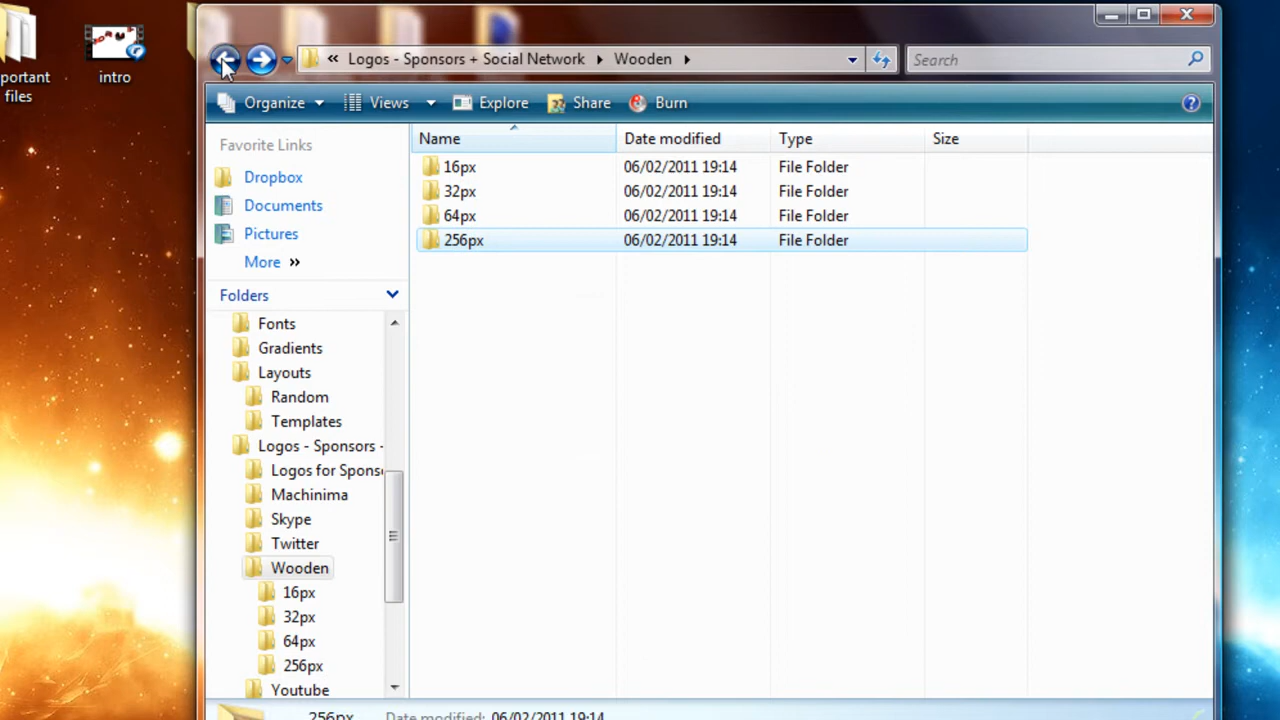 portant
files
intro
« Logos - Sponsors + Social Network Wooden
Search
Organize Views Explore Share Burn
Favorite Links
Dropbox
Documents
Pictures
More »
Folders
Fonts
Gradients
Layouts
Random
Templates
Logos - Sponsors -
Logos for Sponso
Machinima
Skype
Twitter
Wooden
16px
32px
64px
256px
Youtube
Name Date modified Type Size
16px 06/02/2011 19:14 File Folder
32px 06/02/2011 19:14 File Folder
64px 06/02/2011 19:14 File Folder
256px 06/02/2011 19:14 File Folder
256px Date modified: 06/02/2011 19:14